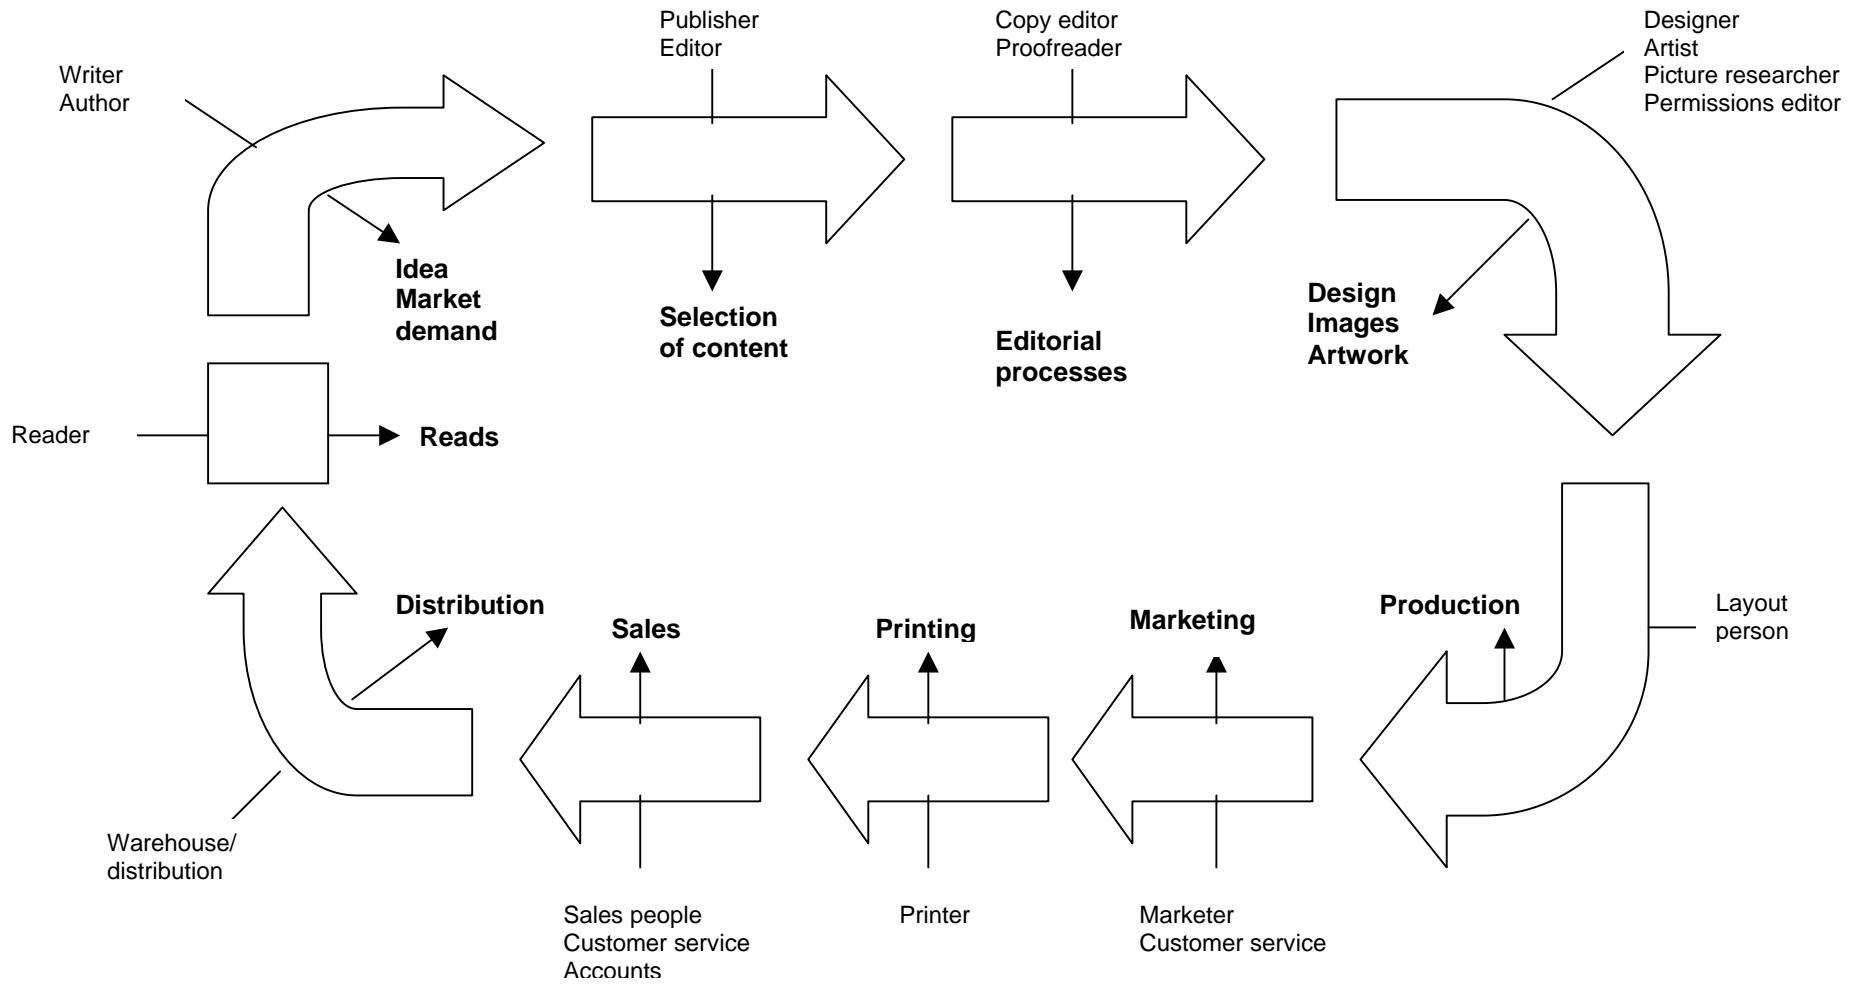 Publisher
Editor
Copy editor
Proofreader
Designer
Artist
Picture researcher
Permissions editor
Writer
Author
Idea
Market
demand
Selection
of content
Editorial
processes
Design
Images
Artwork
Reader
Reads
Distribution
Sales
Printing
Marketing
Production
Layout
person
Warehouse/
distribution
Sales people
Customer service
Accounts
Printer
Marketer
Customer service